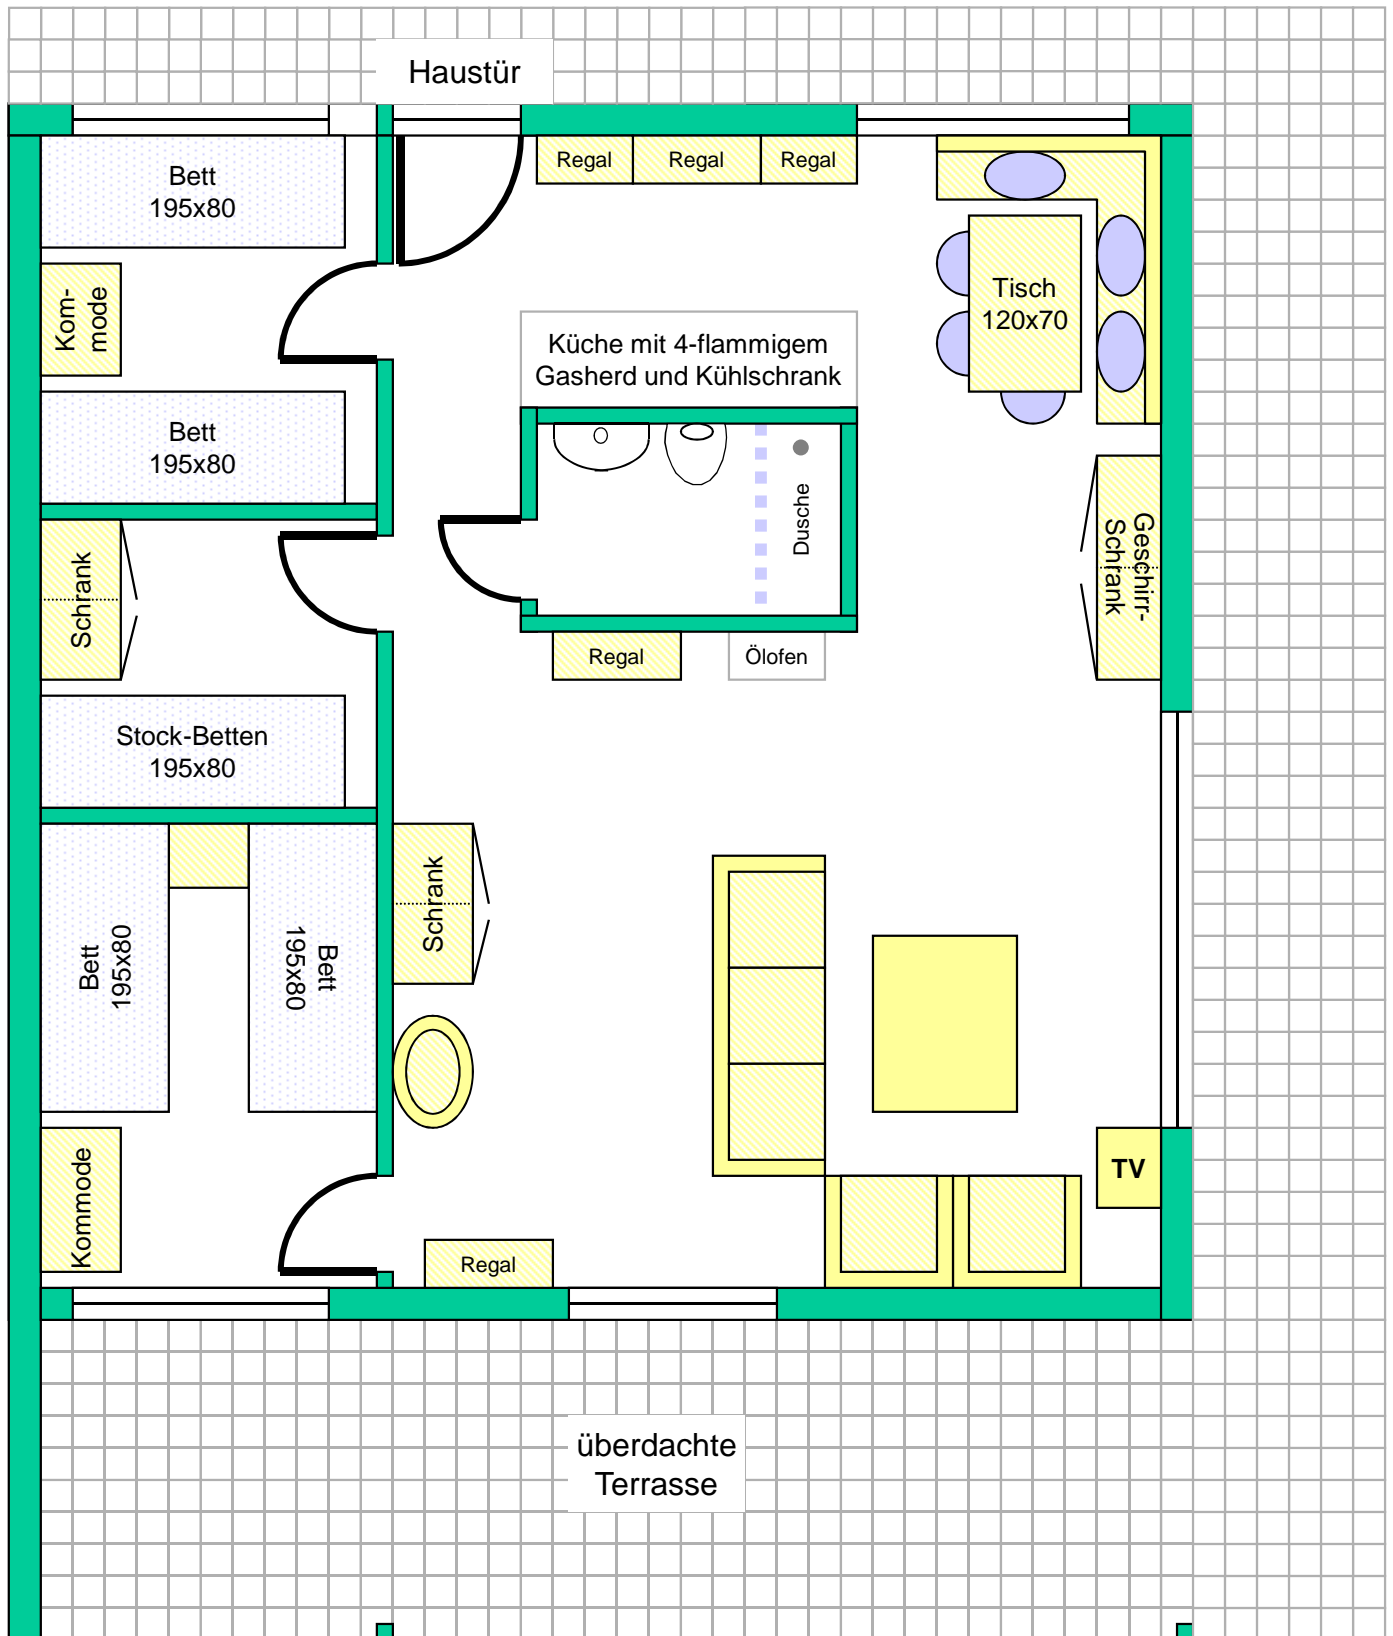 Haustür
Bett
195x80
Regal
Regal
Regal
Kom-
mode
Tisch
120x70
Küche mit 4-flammigem
Gasherd und Kühlschrank
Bett
195x80
Dusche
Geschirr-
Schrank
Schrank
Regal
Ölofen
Stock-Betten
195x80
Schrank
Bett
195x80
Bett
195x80
Kommode
TV
Regal
überdachte
Terrasse